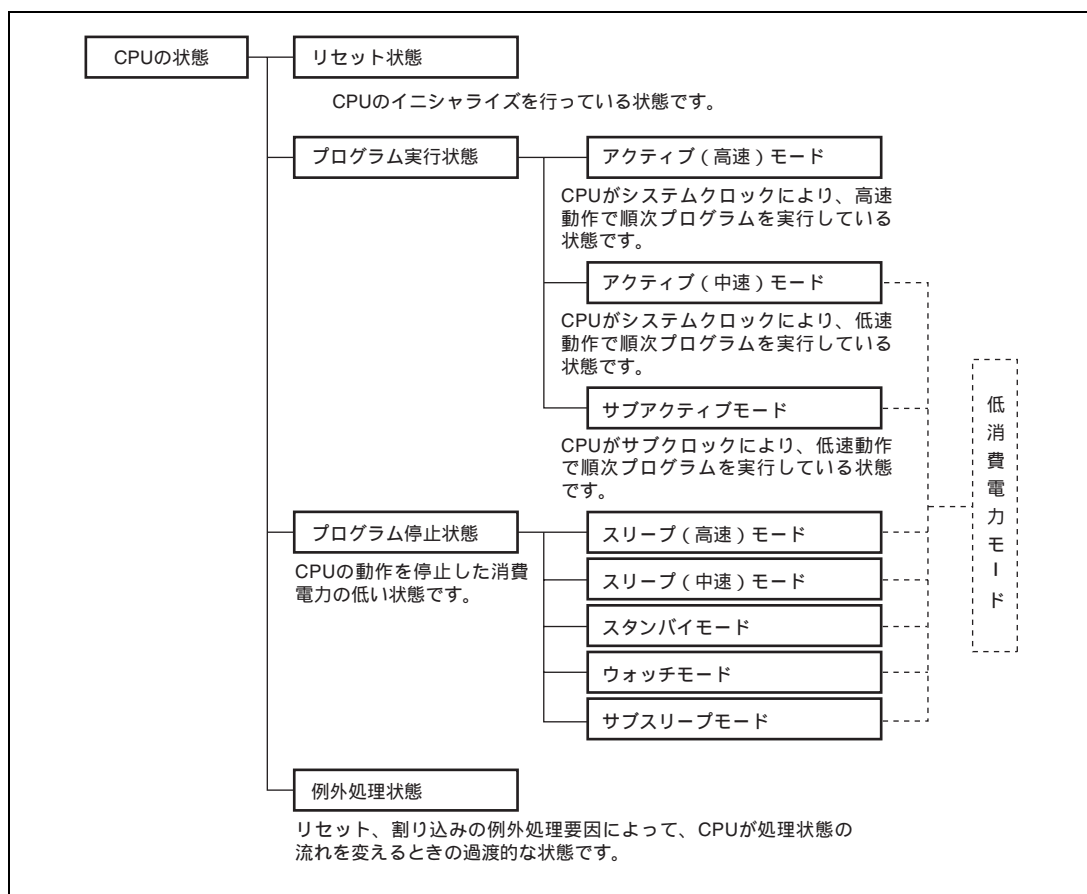 CPUの状態
リセット状態
CPUのイニシャライズを行っている状態です。
プログラム実行状態
アクティブ（高速）モード
CPUがシステムクロックにより、高速
動作で順次プログラムを実行している
状態です。
アクティブ（中速）モード
CPUがシステムクロックにより、低速
動作で順次プログラムを実行している
状態です。
サブアクティブモード
CPUがサブクロックにより、低速動作
で順次プログラムを実行している状態
です。
プログラム停止状態
CPUの動作を停止した消費
電力の低い状態です。
スリープ（高速）モード
スリープ（中速）モード
スタンバイモード
ウォッチモード
サブスリープモード
低消費電力モード
例外処理状態
リセット、割り込みの例外処理要因によって、CPUが処理状態の
流れを変えるときの過渡的な状態です。